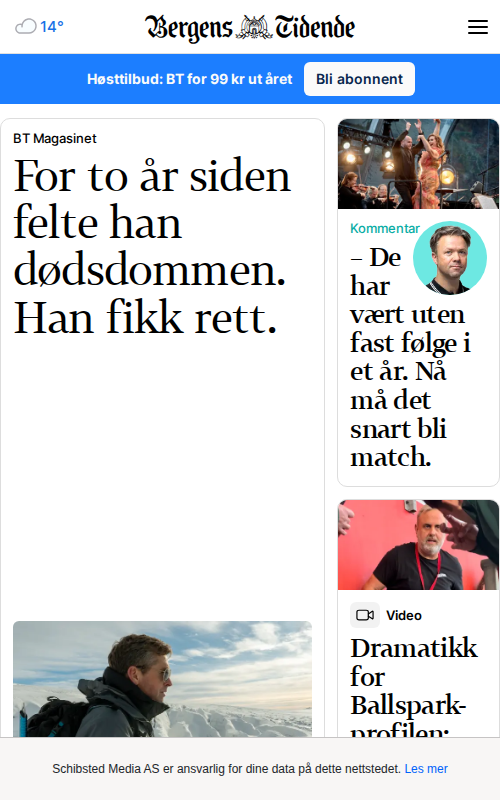 14°
Bergens Tidende
Høsttilbud: BT for 99 kr ut året
Bli abonnent
BT Magasinet
For to år siden
felte han
dødsdommen.
Han fikk rett.
Kommentar
– De
har
vært uten
fast følge i
et år. Nå
må det
snart bli
match.
Video
Dramatikk
for
Ballspark-
profilen:
Schibsted Media AS er ansvarlig for dine data på dette nettstedet. Les mer